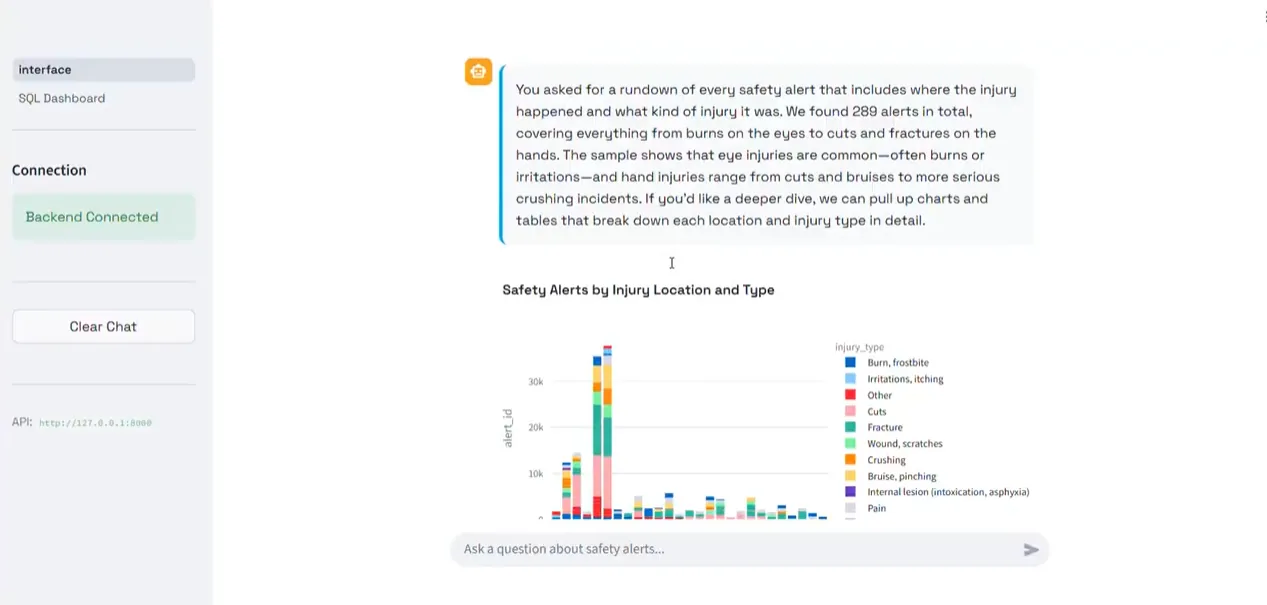 interface
SQL Dashboard
Connection
Backend Connected
Clear Chat
API: http://127.0.0.1:8000
You asked for a rundown of every safety alert that includes where the injury
happened and what kind of injury it was. We found 289 alerts in total,
covering everything from burns on the eyes to cuts and fractures on the
hands. The sample shows that eye injuries are common—often burns or
irritations—and hand injuries range from cuts and bruises to more serious
crushing incidents. If you'd like a deeper dive, we can pull up charts and
tables that break down each location and injury type in detail.
Safety Alerts by Injury Location and Type
alert_id
30k
20k
10k
injury_type
Burn, frostbite
Irritations, itching
Other
Cuts
Fracture
Wound, scratches
Crushing
Bruise, pinching
Internal lesion (intoxication, asphyxia)
Pain
Ask a question about safety alerts...